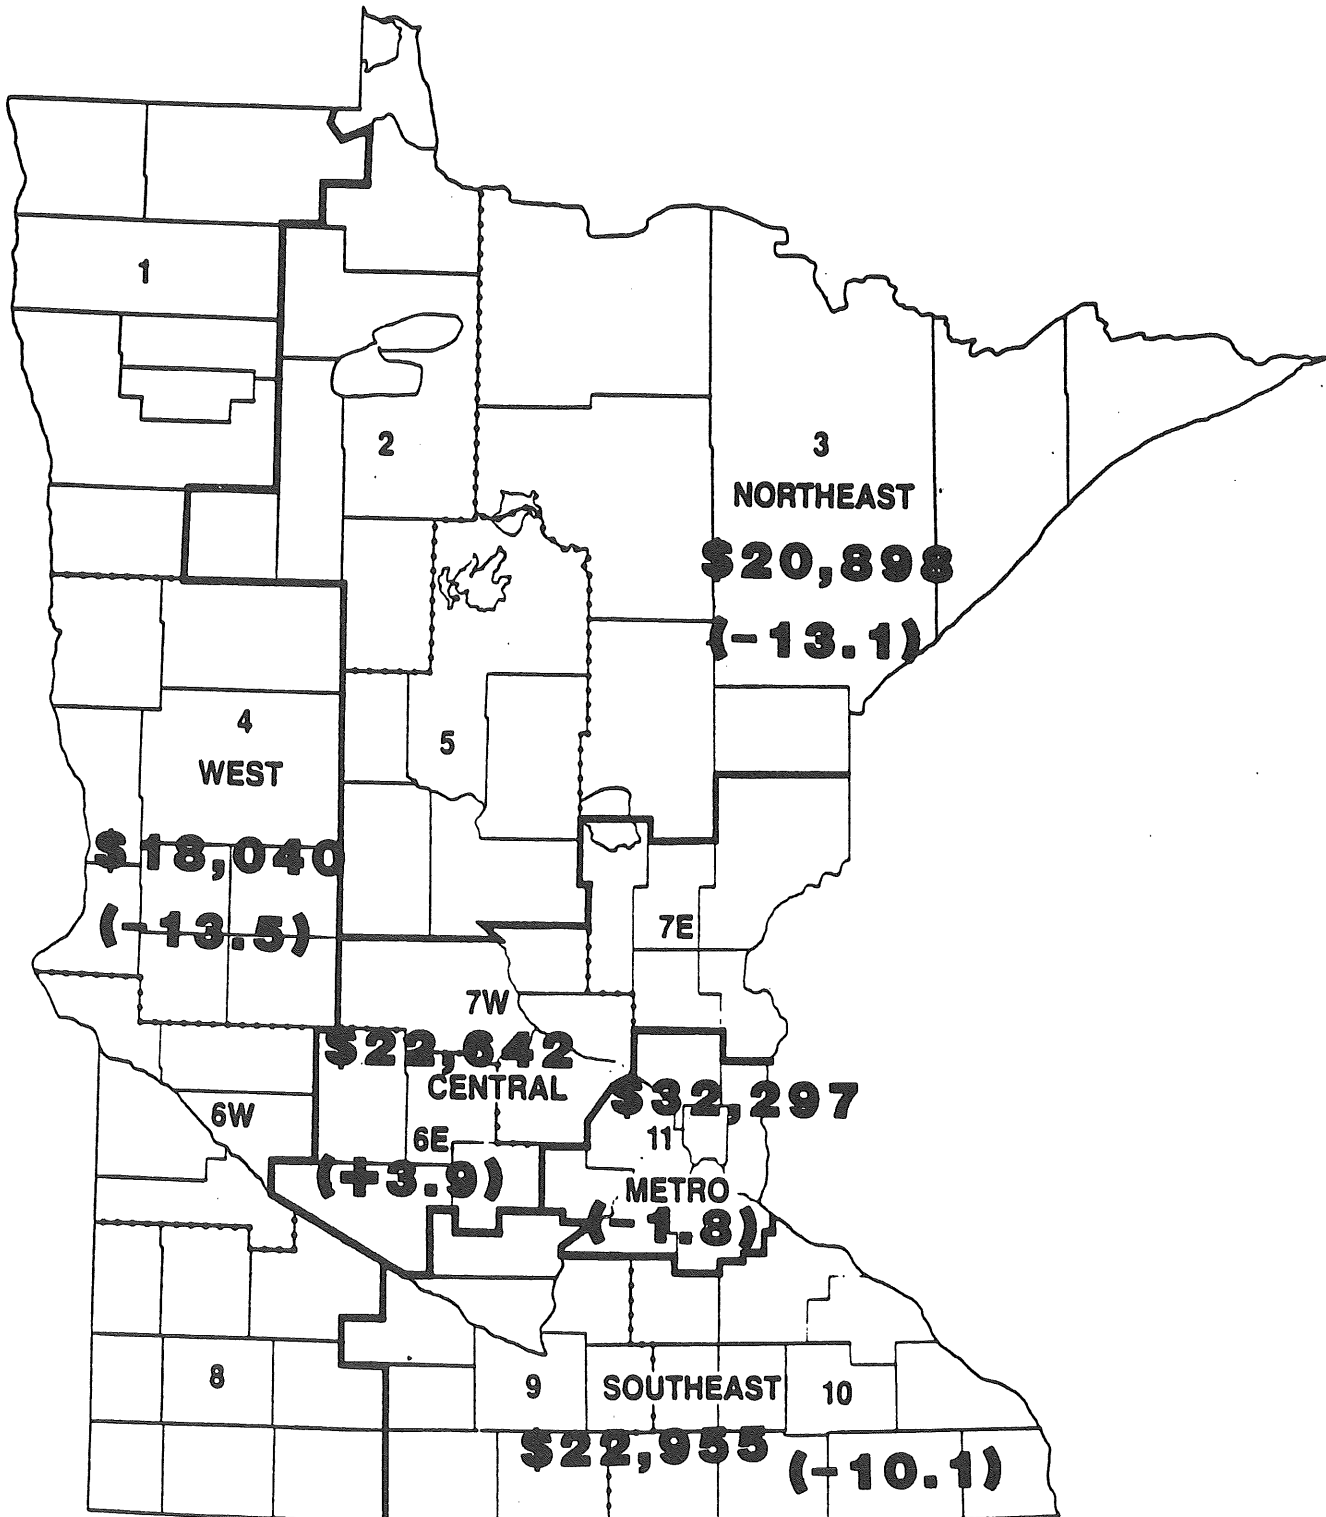 1
2
3
NORTHEAST
$20,898
(-13.1)
4
WEST
$18,040
(-13.5)
5
7E
7W
$22,642
CENTRAL
6W
6E
(+3.9)
$32,297
11
METRO
(-1.8)
8
9
SOUTHEAST
10
$22,955
(-10.1)